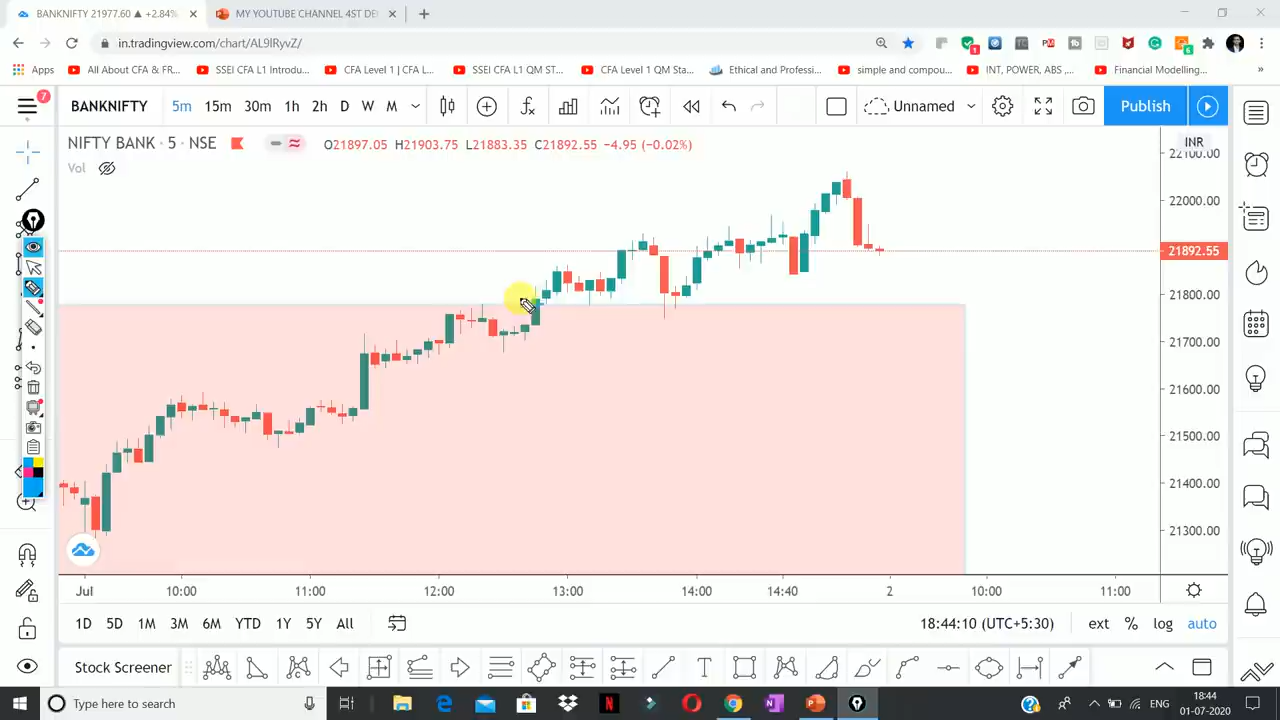 BANKNIFTY 21977.60 ▲ +2.84%
MY YOUTUBE CHANNEL 4ST DE
in.tradingview.com/chart/AL9lRyvZ/
1
6
Apps
All About CFA & FR...
SSEI CFA L1 Introdu...
CFA Level 1 CFA L...
SSEI CFA L1 QM ST...
CFA Level 1 QM Sta...
Ethical and Professi...
simple and compou...
INT, POWER, ABS ,...
Financial Modelling...
»
7
BANKNIFTY
5m
15m
30m
1h
2h
D
W
M
Unnamed
Publish
NIFTY BANK · 5 · NSE
O21897.05 H21903.75 L21883.35 C21892.55 −4.95 (−0.02%)
INR
Vol
22100.00
22000.00
21892.55
21800.00
21700.00
21600.00
21500.00
21400.00
21300.00
Jul
10:00
11:00
12:00
13:00
14:00
14:40
2
10:00
11:00
1D
5D
1M
3M
6M
YTD
1Y
5Y
All
18:44:10 (UTC+5:30)
ext
%
log
auto
Stock Screener
Type here to search
ENG
18:44
01-07-2020